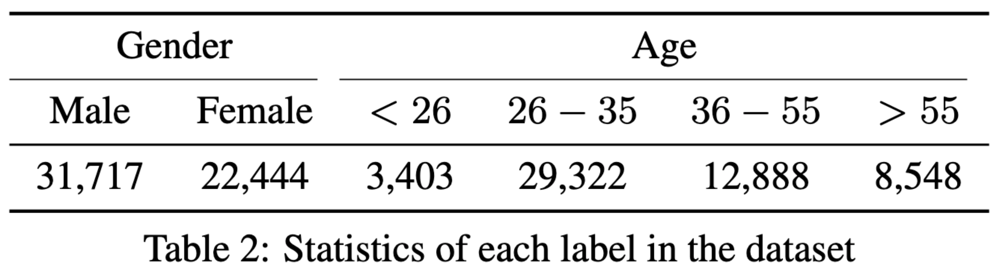 Gender Age
Male Female < 26 26 − 35 36 − 55 > 55
31,717 22,444 3,403 29,322 12,888 8,548
Table 2: Statistics of each label in the dataset